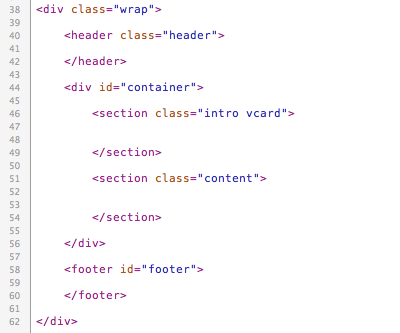 38 <div class="wrap">
39
40     <header class="header">
41
42     </header>
43
44     <div id="container">
45
46         <section class="intro vcard">
47
48
49         </section>
50
51         <section class="content">
52
53
54         </section>
55
56     </div>
57
58     <footer id="footer">
59
60     </footer>
61
62 </div>